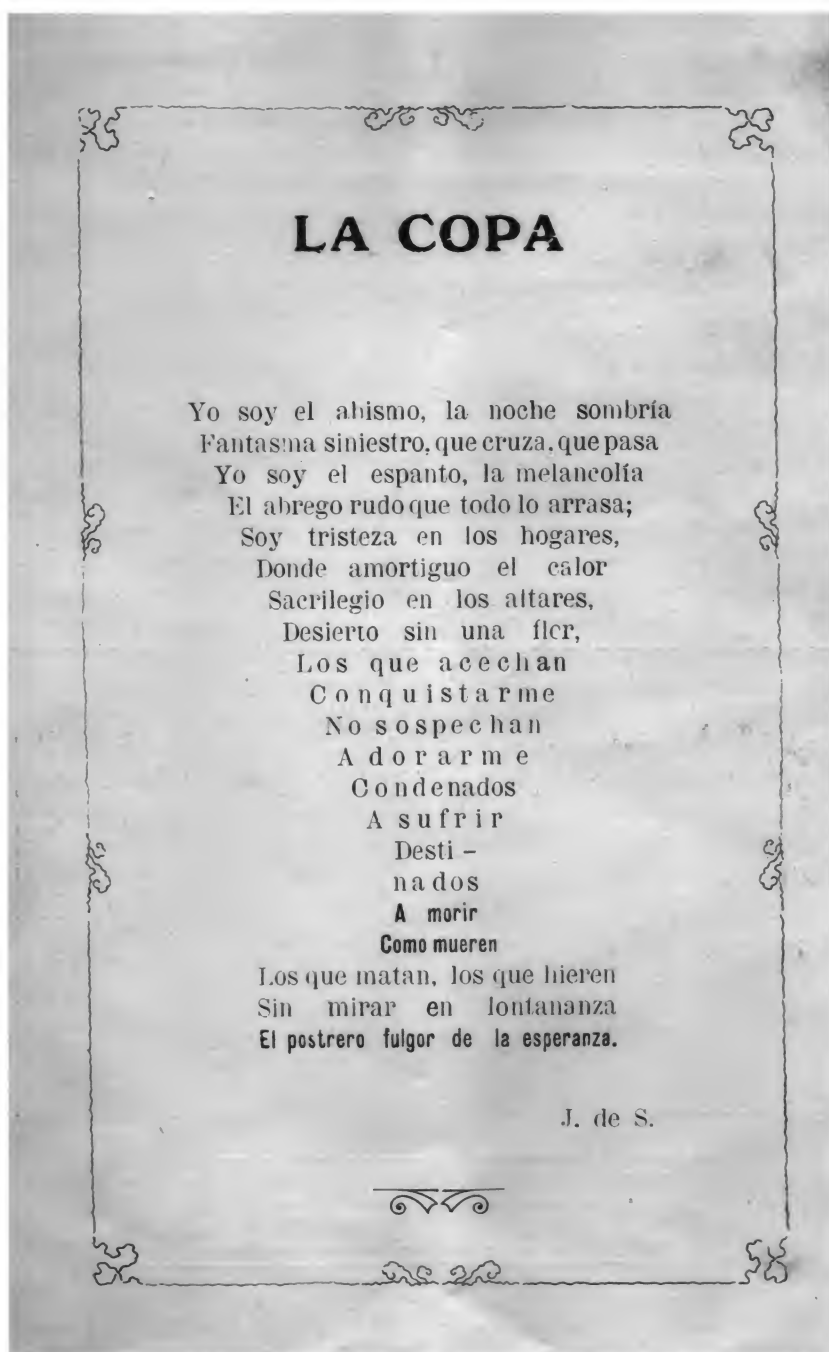 LA COPA
Yo soy el abismo, la noche sombría
Fantasma siniestro, que cruza, que pasa
Yo soy el espanto, la melancolía
El abrego rudo que todo lo arrasa;
Soy tristeza en los hogares,
Donde amortiguo el calor
Sacrilegio en los altares,
Desierto sin una flor,
Los que acechan
Conquistarme
No sospechan
Adorarme
Condenados
A sufrir
Desti –
nados
A morir
Como mueren
Los que matan, los que hieren
Sin mirar en lontananza
El postrero fulgor de la esperanza.
J. de S.